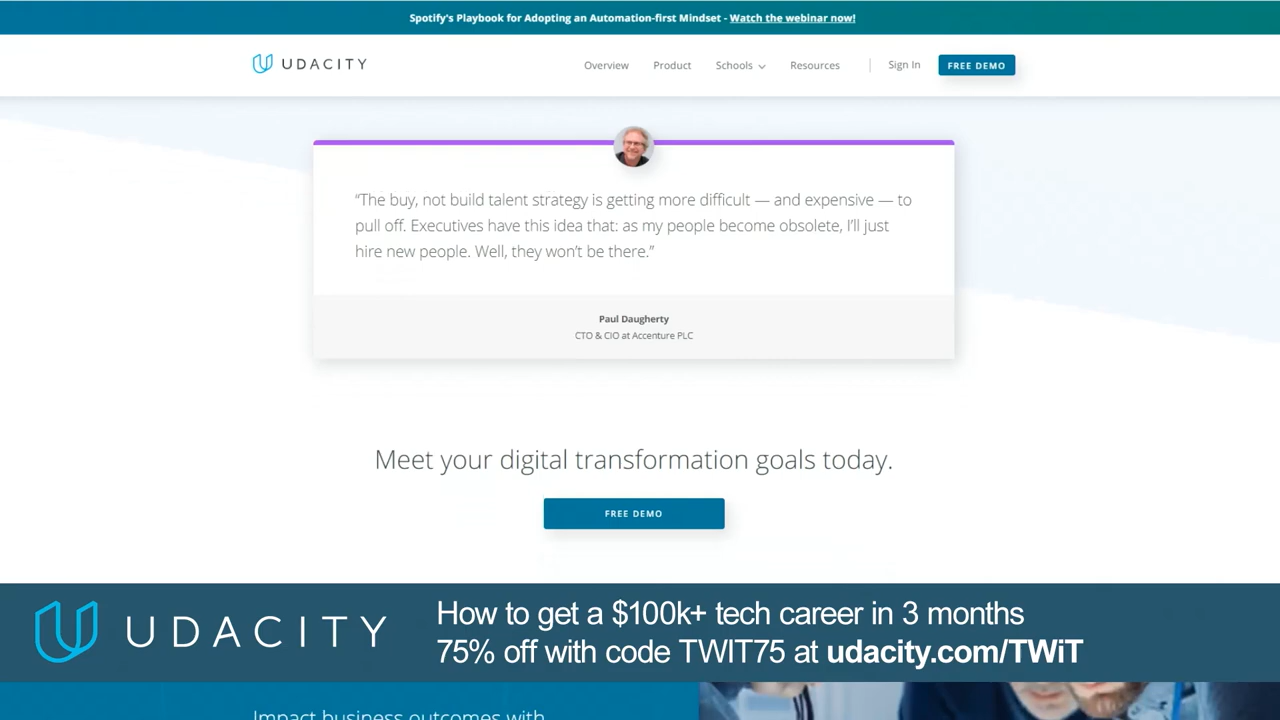 Spotify's Playbook for Adopting an Automation-first Mindset - Watch the webinar now!
UDACITY
Overview Product Schools Resources Sign In FREE DEMO
“The buy, not build talent strategy is getting more difficult — and expensive — to
pull off. Executives have this idea that: as my people become obsolete, I’ll just
hire new people. Well, they won’t be there.”
Paul Daugherty
CTO & CIO at Accenture PLC
Meet your digital transformation goals today.
FREE DEMO
UDACITY
How to get a $100k+ tech career in 3 months
75% off with code TWIT75 at udacity.com/TWiT
Impact business outcomes with